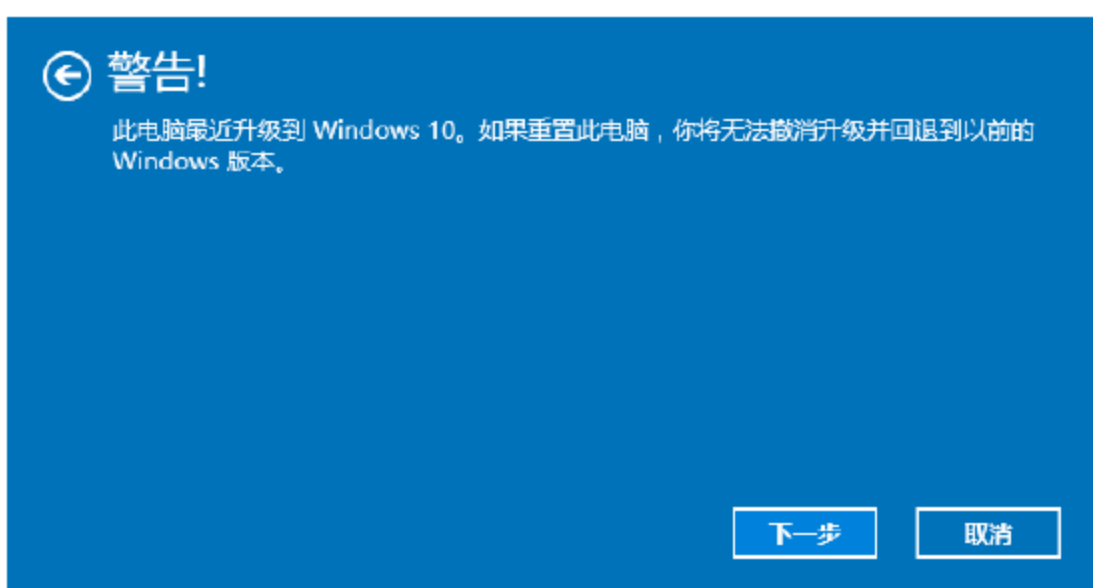 警告!
此电脑最近升级到 Windows 10。如果重置此电脑，你将无法撤消升级并回退到以前的
Windows 版本。
下一步
取消